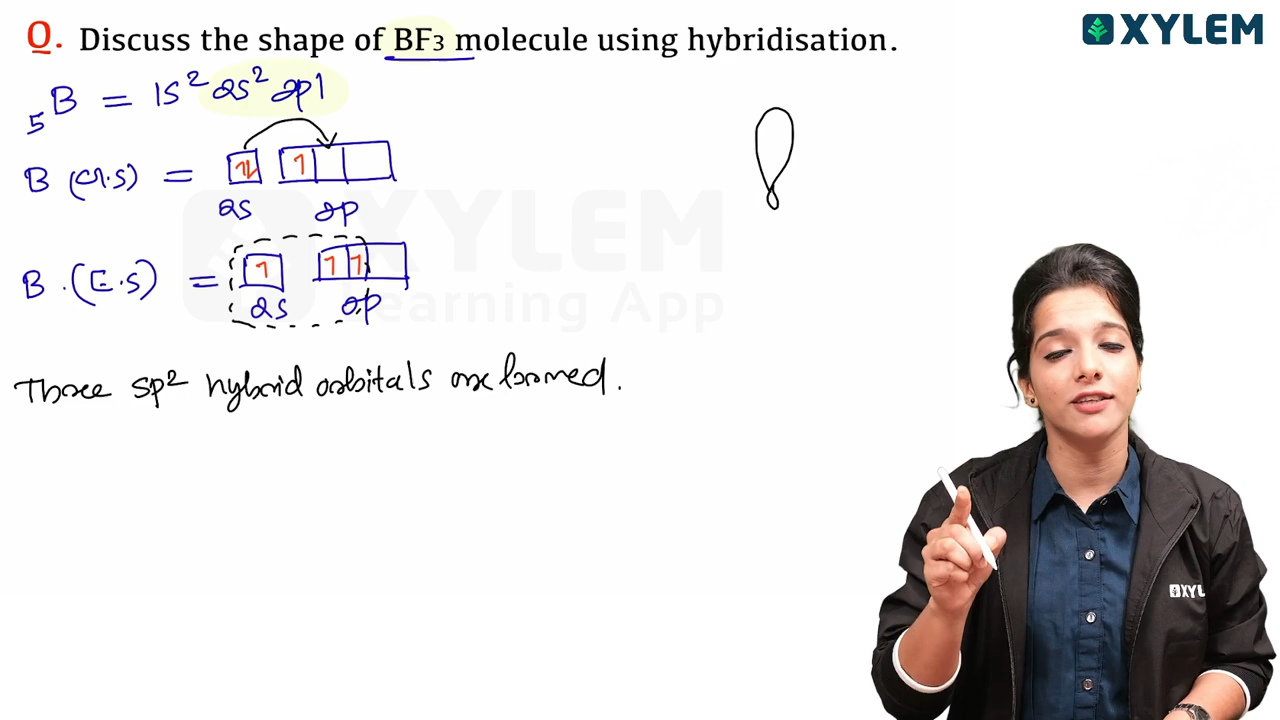 Q. Discuss the shape of BF₃ molecule using hybridisation.
XYLEM
₅B = 1S² 2S² 2p1
B (G.S) = 1L 1
2S 2p
B. (E.S) = 1 1 1
2S 2p
XYLEM
Learning App
Three sp² hybrid orbitals are formed.
XYL